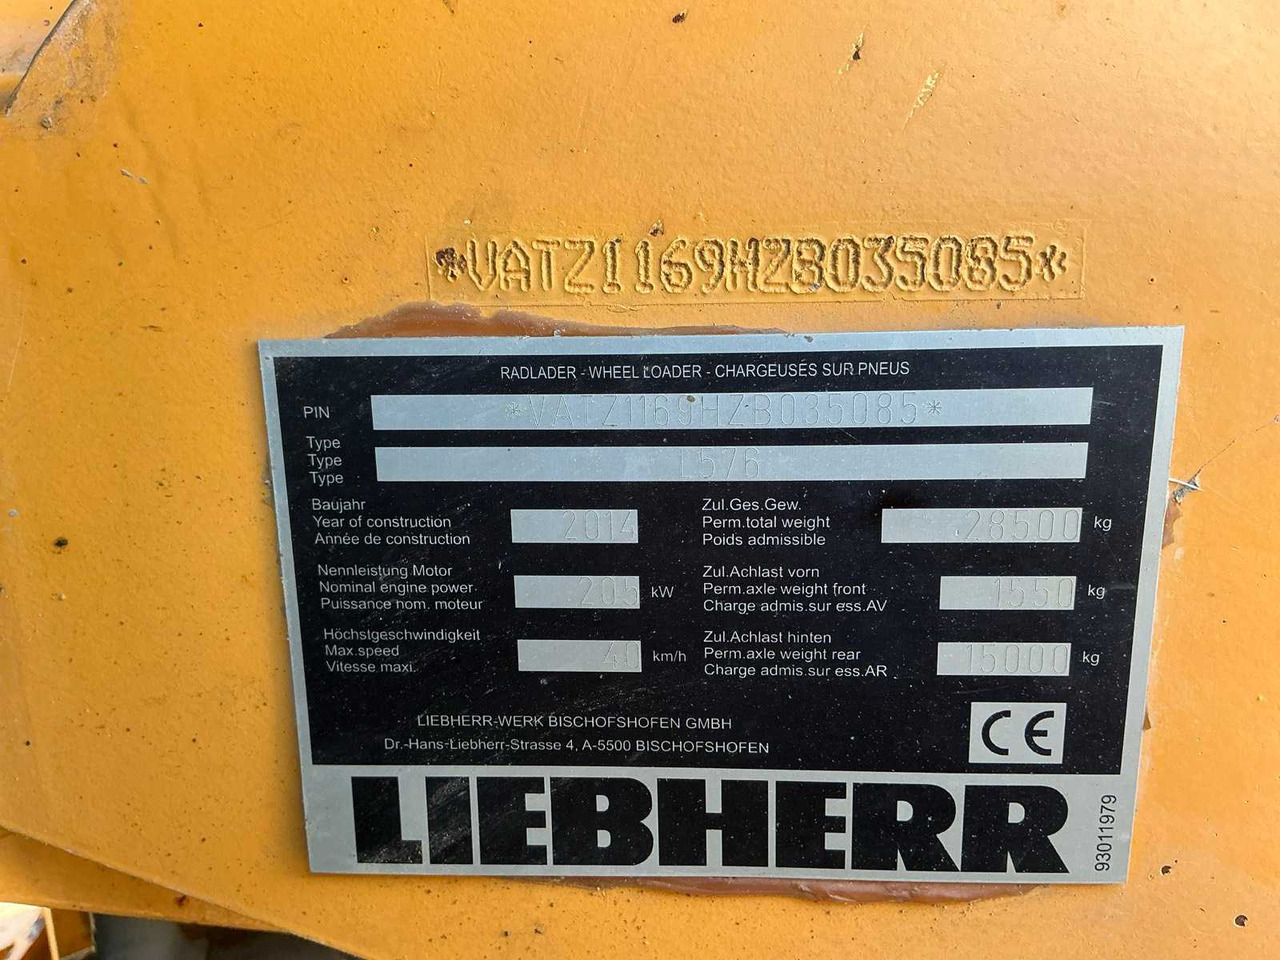 *VATZ1169HZB035085*
RADLADER - WHEEL LOADER - CHARGEUSES SUR PNEUS
PIN *VATZ1169HZB035085*
Type
Type L576
Type
Baujahr
Year of construction 2014
Année de construction
Zul.Ges.Gew.
Perm.total weight 28500 kg
Poids admissible
Nennleistung Motor
Nominal engine power 205 kW
Puissance nom. moteur
Zul.Achlast vorn
Perm.axle weight front 1550 kg
Charge admis.sur ess.AV
Höchstgeschwindigkeit
Max.speed 40 km/h
Vitesse maxi.
Zul.Achlast hinten
Perm.axle weight rear 15000 kg
Charge admis.sur ess.AR
LIEBHERR-WERK BISCHOFSHOFEN GMBH
Dr.-Hans-Liebherr-Strasse 4, A-5500 BISCHOFSHOFEN
CE
LIEBHERR
93011979